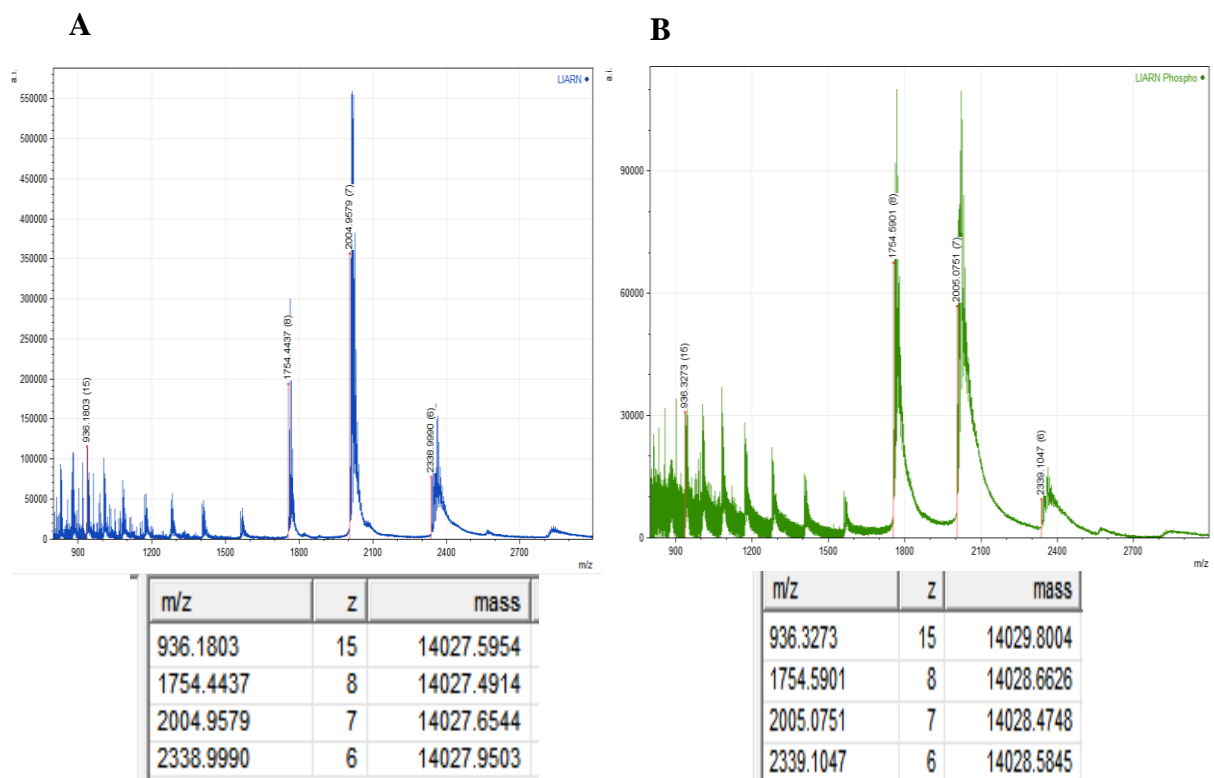 A
B
a.i.
LIARN
550000
500000
450000
400000
350000
300000
250000
200000
150000
100000
50000
0
936.1803 (15)
1754.4437 (8)
2004.9579 (7)
2338.9990 (6)
900
1200
1500
1800
2100
2400
2700
m/z
a.i.
LIARN Phospho
90000
60000
30000
0
936.3273 (15)
1754.5901 (8)
2005.0751 (7)
2339.1047 (6)
900
1200
1500
1800
2100
2400
2700
m/z
m/z z mass
936.1803 15 14027.5954
1754.4437 8 14027.4914
2004.9579 7 14027.6544
2338.9990 6 14027.9503
m/z z mass
936.3273 15 14029.8004
1754.5901 8 14028.6626
2005.0751 7 14028.4748
2339.1047 6 14028.5845